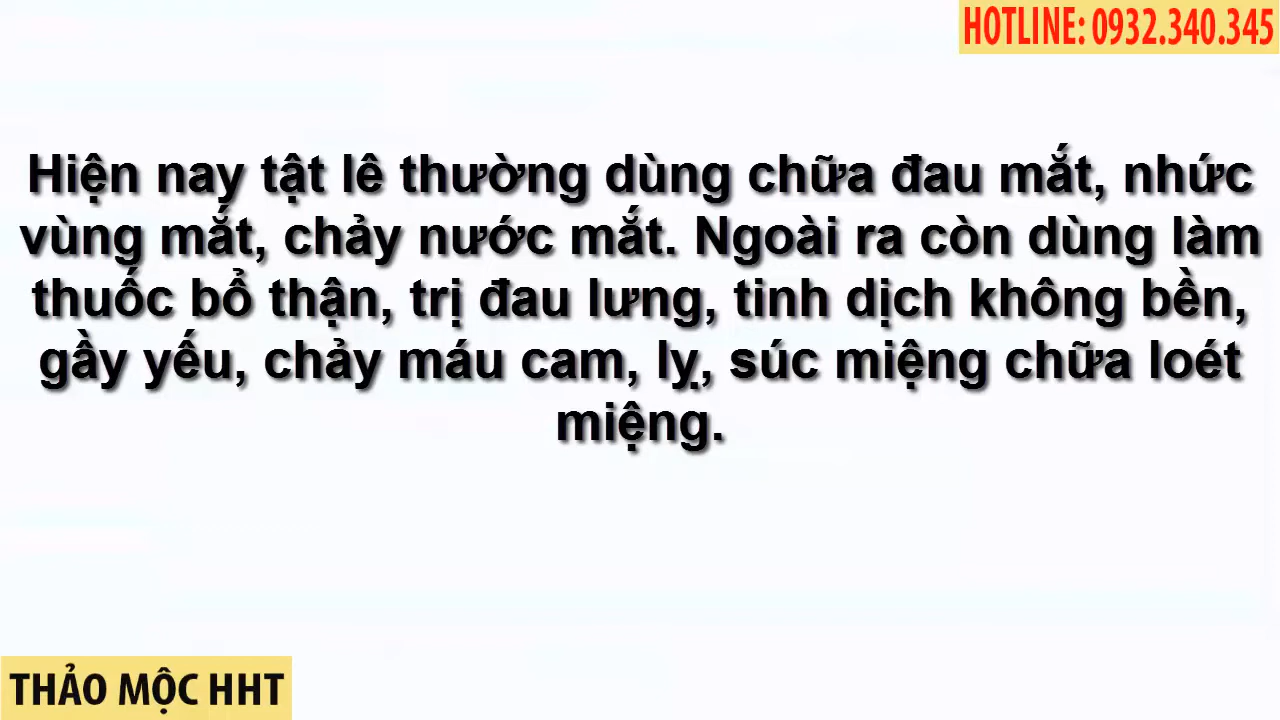 HOTLINE: 0932.340.345
Hiện nay tật lê thường dùng chữa đau mắt, nhức
vùng mắt, chảy nước mắt. Ngoài ra còn dùng làm
thuốc bổ thận, trị đau lưng, tinh dịch không bền,
gầy yếu, chảy máu cam, lỵ, súc miệng chữa loét
miệng.
THẢO MỘC HHT